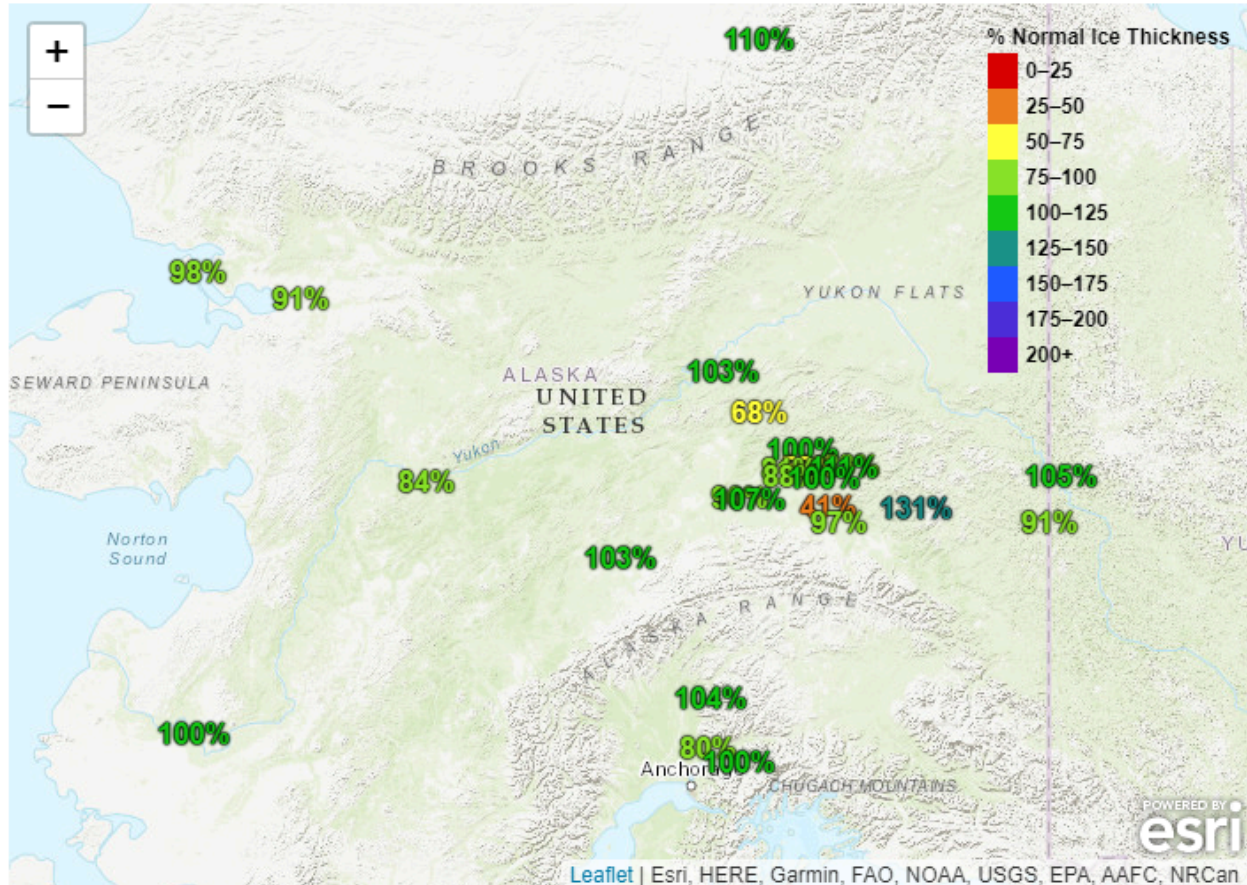 +
−
110%
% Normal Ice Thickness
0–25
25–50
50–75
75–100
100–125
125–150
150–175
175–200
200+
BROOKS RANGE
98%
91%
YUKON FLATS
SEWARD PENINSULA
ALASKA
UNITED
STATES
103%
68%
100%
88
100%
Yukon
84%
107%
41%
131%
97%
105%
91%
YU
Norton
Sound
103%
ALASKA RANGE
104%
100%
80%
100%
Anchor
CHUGACH MOUNTAINS
POWERED BY
esri
Leaflet | Esri, HERE, Garmin, FAO, NOAA, USGS, EPA, AAFC, NRCan